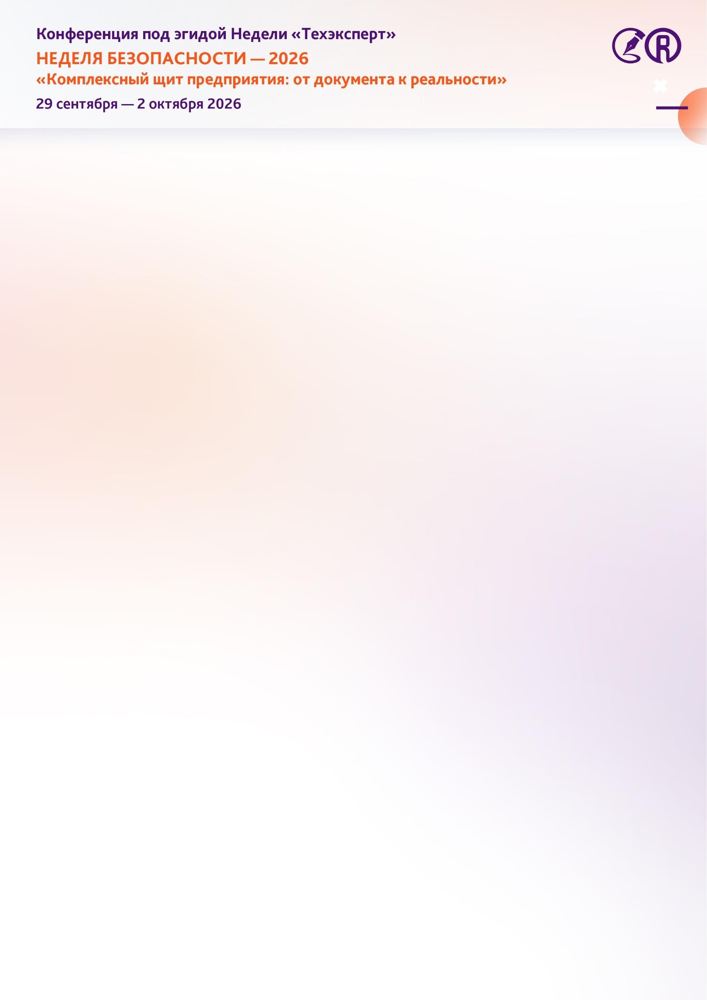 Конференция под эгидой Недели «Техэксперт»
НЕДЕЛЯ БЕЗОПАСНОСТИ — 2026
«Комплексный щит предприятия: от документа к реальности»
29 сентября — 2 октября 2026
R